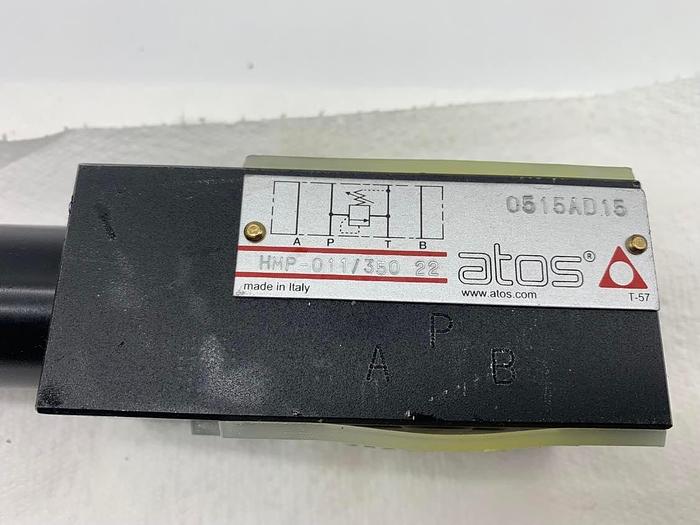 0515AD15
A P T B
HMP-011/350 22
atos®
made in Italy
www.atos.com
T-57
P
A B